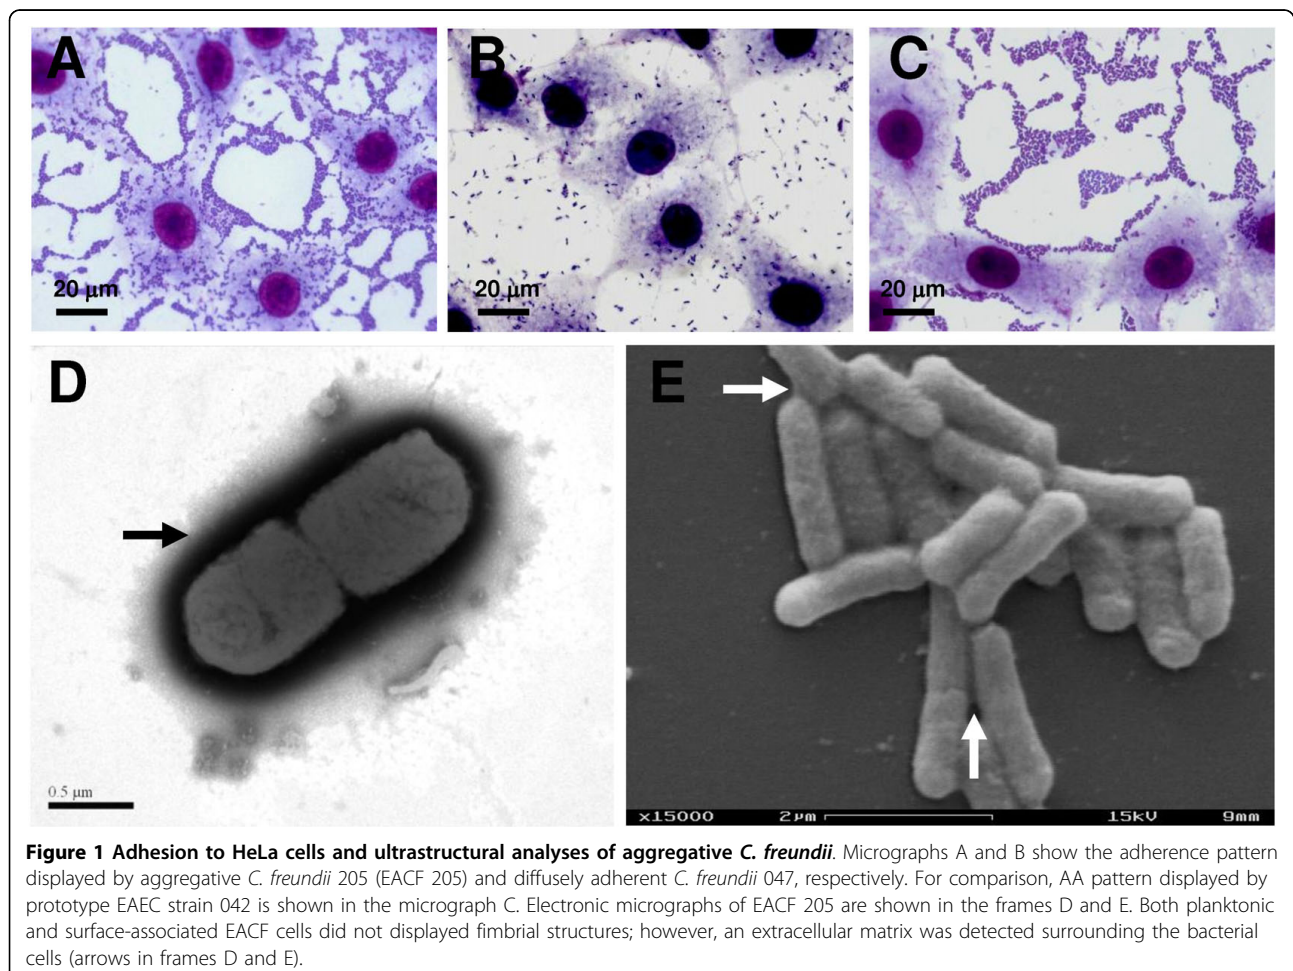 A
B
C
20 µm
20 µm
20 µm
D
E
0.5 µm
x15000 2µm 15kV 9mm
Figure 1 Adhesion to HeLa cells and ultrastructural analyses of aggregative C. freundii. Micrographs A and B show the adherence pattern
displayed by aggregative C. freundii 205 (EACF 205) and diffusely adherent C. freundii 047, respectively. For comparison, AA pattern displayed by
prototype EAEC strain 042 is shown in the micrograph C. Electronic micrographs of EACF 205 are shown in the frames D and E. Both planktonic
and surface-associated EACF cells did not displayed fimbrial structures; however, an extracellular matrix was detected surrounding the bacterial
cells (arrows in frames D and E).